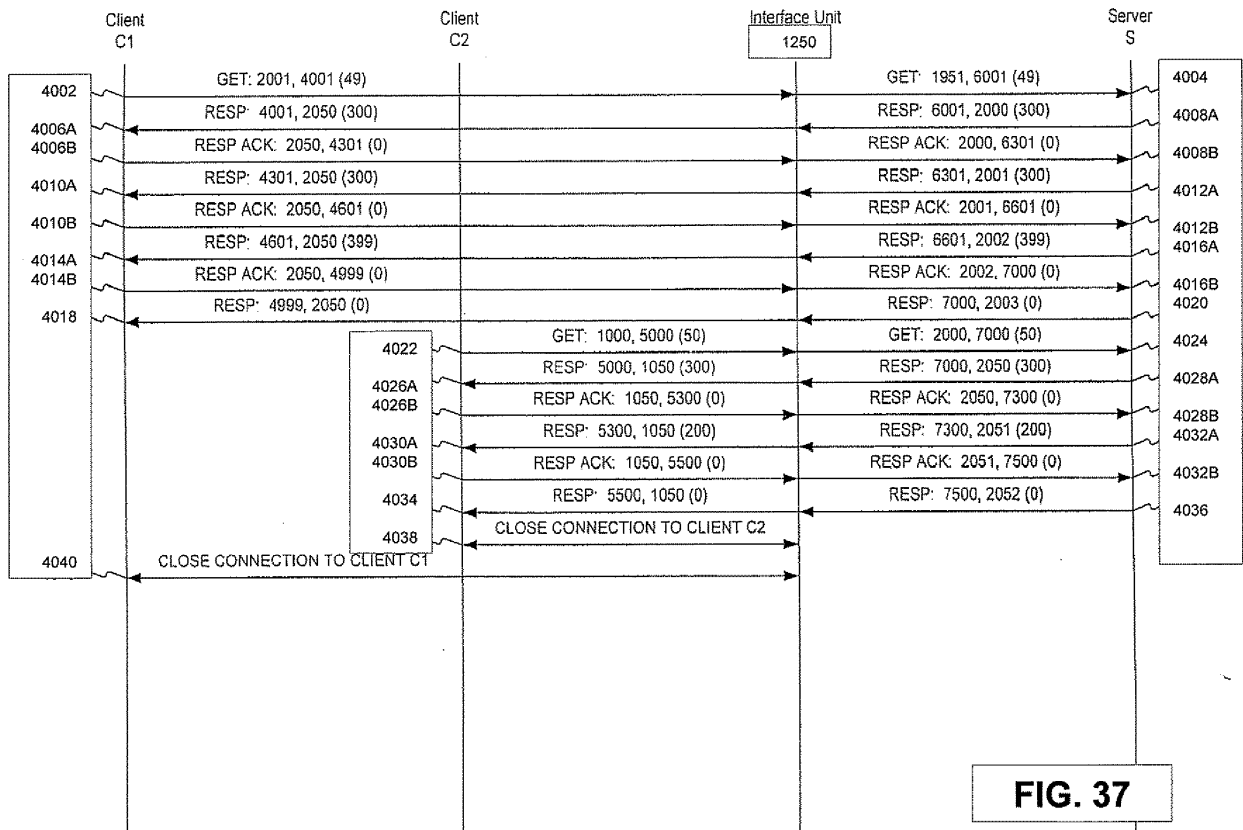 Client
C1
Client
C2
Interface Unit
1250
Server
S
4002
GET: 2001, 4001 (49)
GET: 1951, 6001 (49)
4004
4006A
RESP: 4001, 2050 (300)
RESP: 6001, 2000 (300)
4008A
4006B
RESP ACK: 2050, 4301 (0)
RESP ACK: 2000, 6301 (0)
4008B
4010A
RESP: 4301, 2050 (300)
RESP: 6301, 2001 (300)
4012A
4010B
RESP ACK: 2050, 4601 (0)
RESP ACK: 2001, 6601 (0)
4012B
4014A
RESP: 4601, 2050 (399)
RESP: 6601, 2002 (399)
4016A
4014B
RESP ACK: 2050, 4999 (0)
RESP ACK: 2002, 7000 (0)
4016B
4018
RESP: 4999, 2050 (0)
RESP: 7000, 2003 (0)
4020
4022
GET: 1000, 5000 (50)
GET: 2000, 7000 (50)
4024
4026A
RESP: 5000, 1050 (300)
RESP: 7000, 2050 (300)
4028A
4026B
RESP ACK: 1050, 5300 (0)
RESP ACK: 2050, 7300 (0)
4028B
4030A
RESP: 5300, 1050 (200)
RESP: 7300, 2051 (200)
4032A
4030B
RESP ACK: 1050, 5500 (0)
RESP ACK: 2051, 7500 (0)
4032B
4034
RESP: 5500, 1050 (0)
RESP: 7500, 2052 (0)
4036
4038
CLOSE CONNECTION TO CLIENT C2
4040
CLOSE CONNECTION TO CLIENT C1
FIG. 37